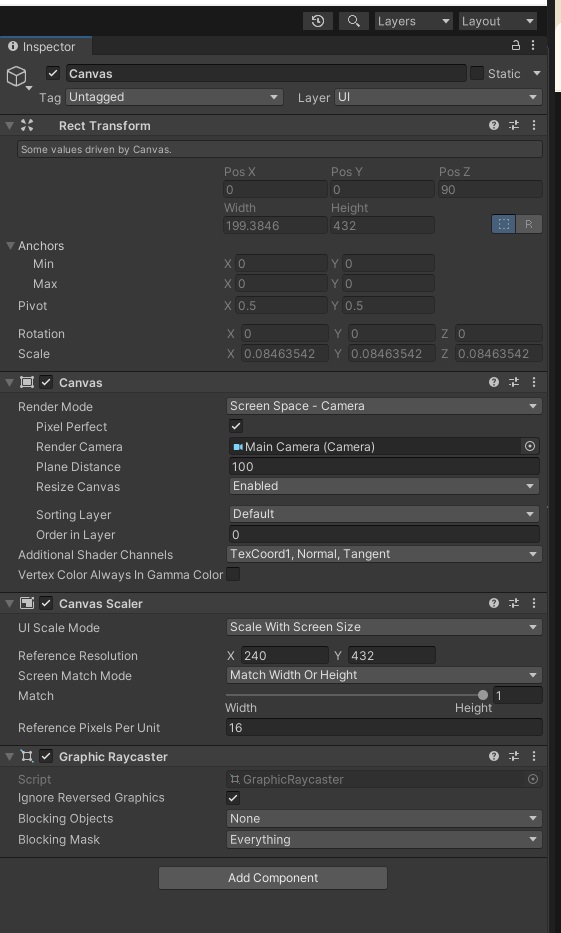 Layers Layout
Inspector
Canvas Static
Tag Untagged Layer UI
Rect Transform
Some values driven by Canvas.
Pos X Pos Y Pos Z
0 0 90
Width Height
199.3846 432 R
Anchors
Min X 0 Y 0
Max X 0 Y 0
Pivot X 0.5 Y 0.5
Rotation X 0 Y 0 Z 0
Scale X 0.08463542 Y 0.08463542 Z 0.08463542
Canvas
Render Mode Screen Space - Camera
Pixel Perfect
Render Camera Main Camera (Camera)
Plane Distance 100
Resize Canvas Enabled
Sorting Layer Default
Order in Layer 0
Additional Shader Channels TexCoord1, Normal, Tangent
Vertex Color Always In Gamma Color
Canvas Scaler
UI Scale Mode Scale With Screen Size
Reference Resolution X 240 Y 432
Screen Match Mode Match Width Or Height
Match 1
Width Height
Reference Pixels Per Unit 16
Graphic Raycaster
Script GraphicRaycaster
Ignore Reversed Graphics
Blocking Objects None
Blocking Mask Everything
Add Component